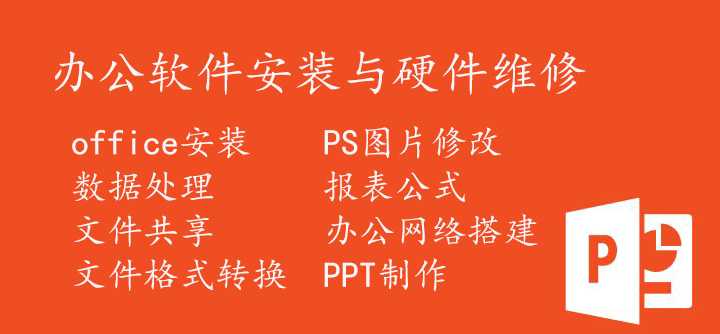 办公软件安装与硬件维修
office安装 PS图片修改
数据处理 报表公式
文件共享 办公网络搭建
文件格式转换 PPT制作
P